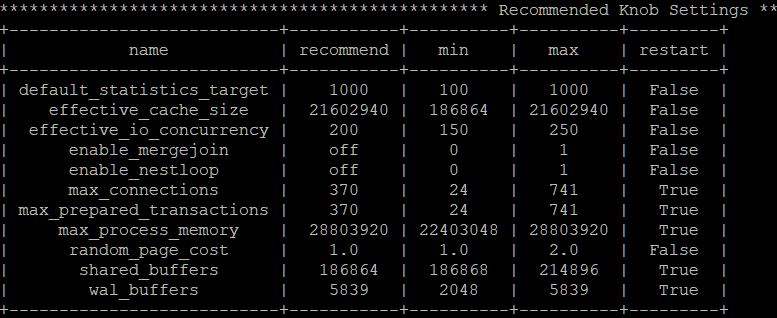 ************************************************* Recommended Knob Settings **
+---------------------------+-----------+----------+----------+---------+
| name | recommend | min | max | restart |
+---------------------------+-----------+----------+----------+---------+
| default_statistics_target | 1000 | 100 | 1000 | False |
| effective_cache_size | 21602940 | 186864 | 21602940 | False |
| effective_io_concurrency | 200 | 150 | 250 | False |
| enable_mergejoin | off | 0 | 1 | False |
| enable_nestloop | off | 0 | 1 | False |
| max_connections | 370 | 24 | 741 | True |
| max_prepared_transactions | 370 | 24 | 741 | True |
| max_process_memory | 28803920 | 22403048 | 28803920 | True |
| random_page_cost | 1.0 | 1.0 | 2.0 | False |
| shared_buffers | 186864 | 186868 | 214896 | True |
| wal_buffers | 5839 | 2048 | 5839 | True |
+---------------------------+-----------+----------+----------+---------+